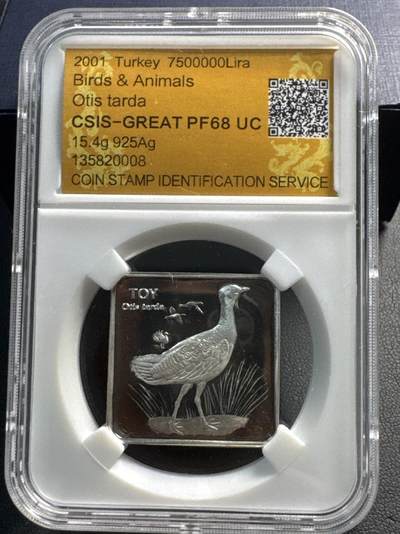 2001 Turkey 7500000Lira
Birds & Animals
Otis tarda
CSIS-GREAT PF68 UC
15.4g 925Ag
135820008
COIN STAMP IDENTIFICATION SERVICE
TOY
Otis tarda